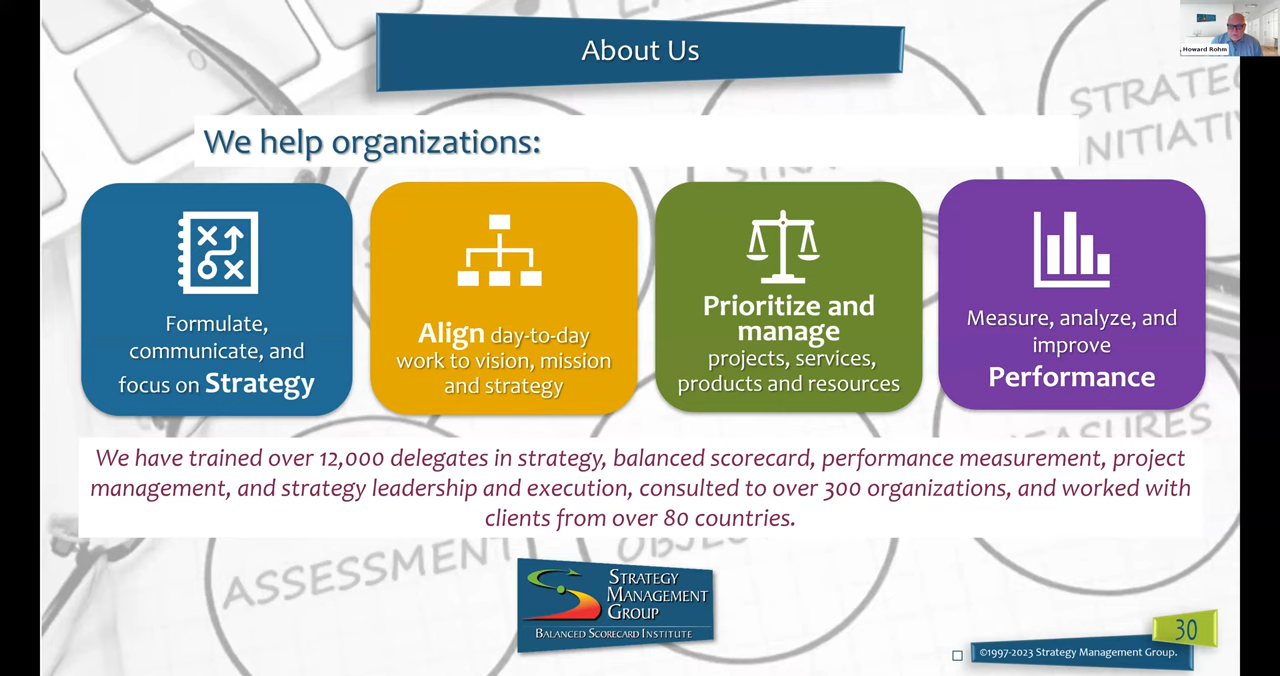 About Us
Howard Rohm
We help organizations:
Formulate,
communicate, and
focus on Strategy
Align day-to-day
work to vision, mission
and strategy
Prioritize and
manage
projects, services,
products and resources
Measure, analyze, and
improve
Performance
We have trained over 12,000 delegates in strategy, balanced scorecard, performance measurement, project
management, and strategy leadership and execution, consulted to over 300 organizations, and worked with
clients from over 80 countries.
ASSESSMENT
STRATEGY
MANAGEMENT
GROUP
BALANCED SCORECARD INSTITUTE
30
©1997-2023 Strategy Management Group.